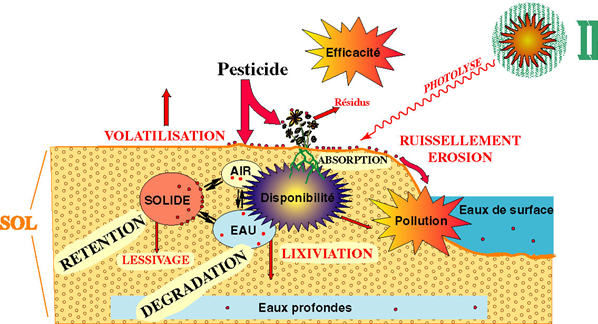 II
Efficacité
PHOTOLYSE
Pesticide
Résidus
VOLATILISATION
RUISSELLEMENT
EROSION
ABSORPTION
AIR
SOLIDE
Disponibilité
EAU
Pollution
Eaux de surface
SOL
RETENTION
LESSIVAGE
LIXIVIATION
DEGRADATION
Eaux profondes